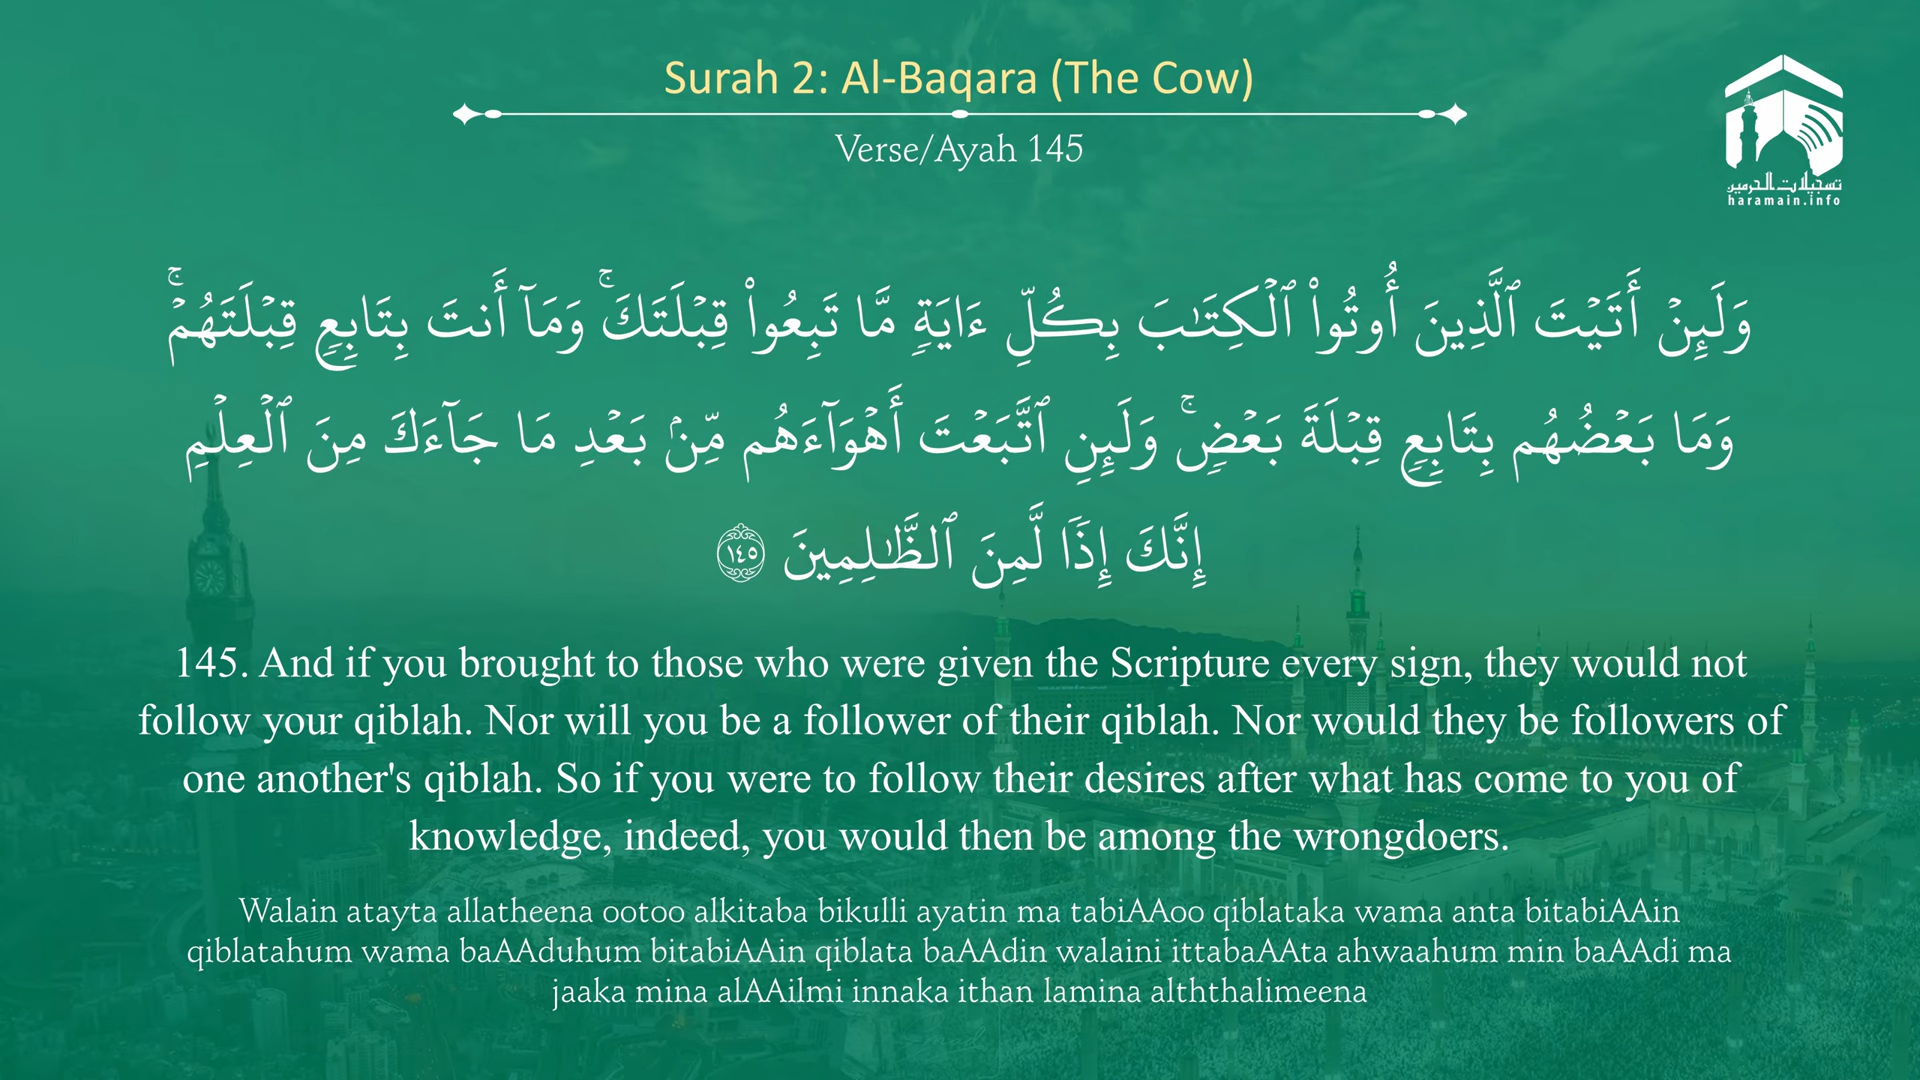 Surah 2: Al-Baqara (The Cow)
Verse/Ayah 145
تسجيلات الحرمين
haramain.info
وَلَئِنْ أَتَيْتَ ٱلَّذِينَ أُوتُوا۟ ٱلْكِتَـٰبَ بِكُلِّ ءَايَةٍۢ مَّا تَبِعُوا۟ قِبْلَتَكَ ۚ وَمَآ أَنتَ بِتَابِعٍۢ قِبْلَتَهُمْ ۚ
وَمَا بَعْضُهُم بِتَابِعٍۢ قِبْلَةَ بَعْضٍۢ ۚ وَلَئِنِ ٱتَّبَعْتَ أَهْوَآءَهُم مِّنۢ بَعْدِ مَا جَآءَكَ مِنَ ٱلْعِلْمِ
إِنَّكَ إِذًۭا لَّمِنَ ٱلظَّـٰلِمِينَ ١٤٥
145. And if you brought to those who were given the Scripture every sign, they would not
follow your qiblah. Nor will you be a follower of their qiblah. Nor would they be followers of
one another's qiblah. So if you were to follow their desires after what has come to you of
knowledge, indeed, you would then be among the wrongdoers.
Walain atayta allatheena ootoo alkitaba bikulli ayatin ma tabiAAoo qiblataka wama anta bitabiAAin
qiblatahum wama baAAduhum bitabiAAin qiblata baAAdin walaini ittabaAAta ahwaahum min baAAdi ma
jaaka mina alAAilmi innaka ithan lamina alththalimeena